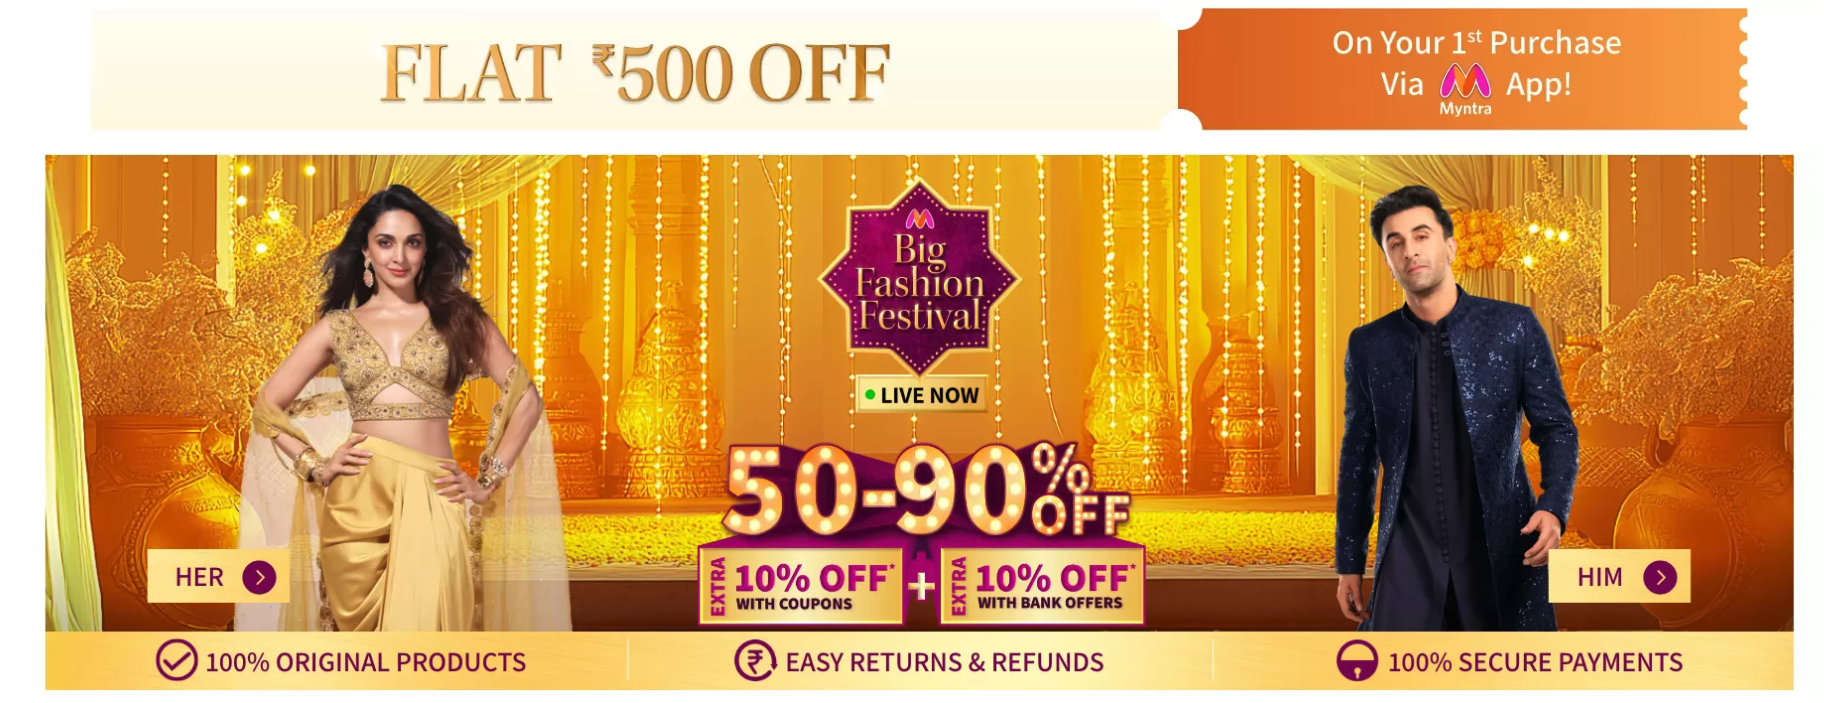 FLAT ₹500 OFF
On Your 1st Purchase
Via Myntra App!
Big
Fashion
Festival
LIVE NOW
50-90% OFF
EXTRA 10% OFF*
WITH COUPONS
+
EXTRA 10% OFF*
WITH BANK OFFERS
HER
HIM
100% ORIGINAL PRODUCTS
EASY RETURNS & REFUNDS
100% SECURE PAYMENTS